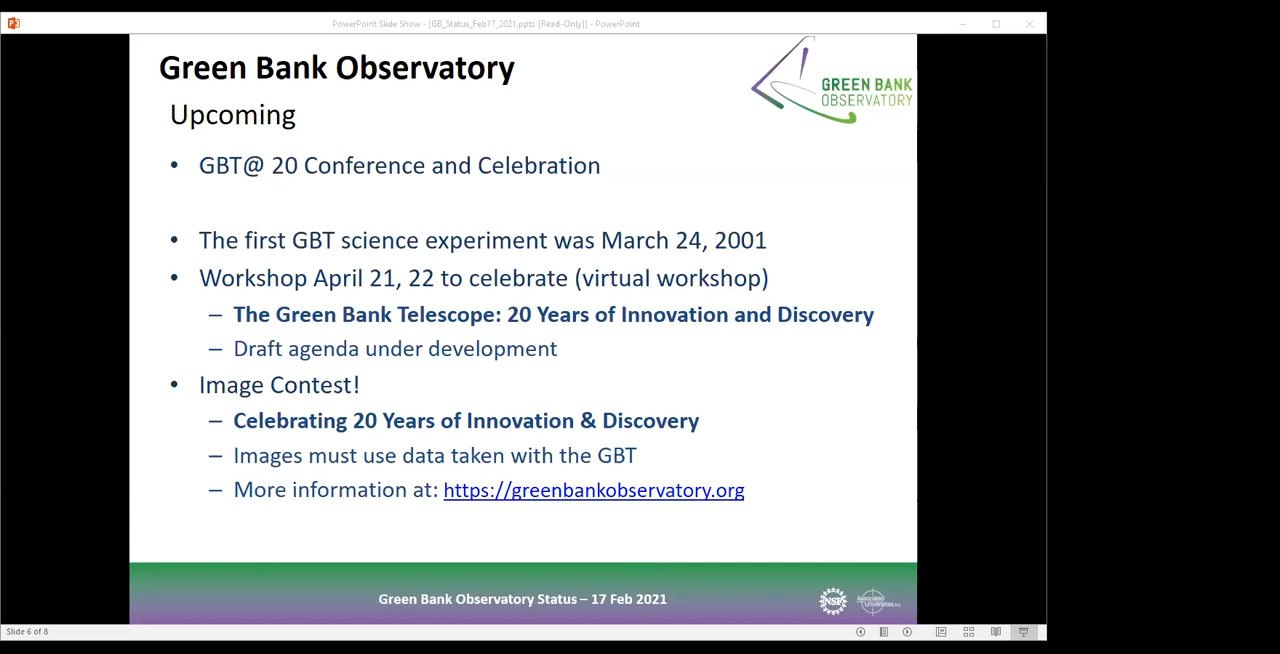 PowerPoint Slide Show - [GB_Status_Feb17_2021.pptx [Read-Only]] - PowerPoint
Green Bank Observatory
GREEN BANK
OBSERVATORY
Upcoming
• GBT@ 20 Conference and Celebration
• The first GBT science experiment was March 24, 2001
• Workshop April 21, 22 to celebrate (virtual workshop)
– The Green Bank Telescope: 20 Years of Innovation and Discovery
– Draft agenda under development
• Image Contest!
– Celebrating 20 Years of Innovation & Discovery
– Images must use data taken with the GBT
– More information at: https://greenbankobservatory.org
Green Bank Observatory Status – 17 Feb 2021
NSF
Associated
Universities, Inc.
Slide 6 of 8